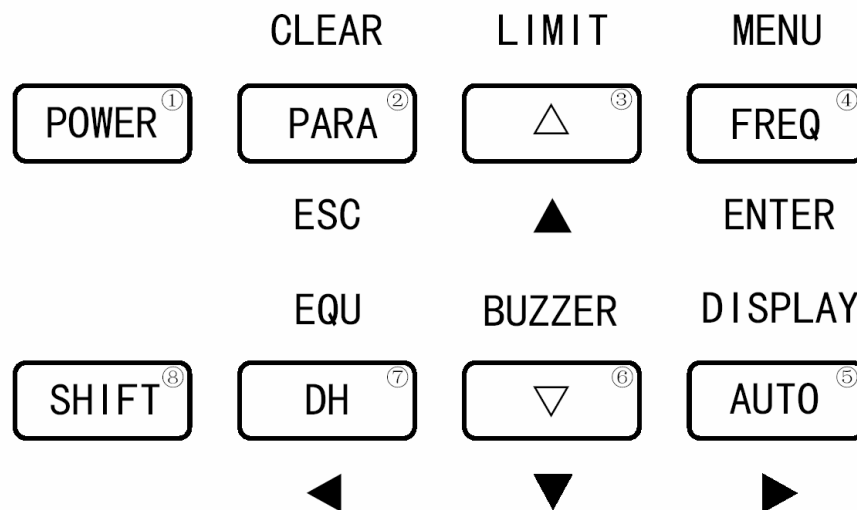 CLEAR LIMIT MENU
POWER① PARA② △③ FREQ④
ESC ▲ ENTER
EQU BUZZER DISPLAY
SHIFT⑧ DH⑦ ▽⑥ AUTO⑤
◀ ▼ ▶